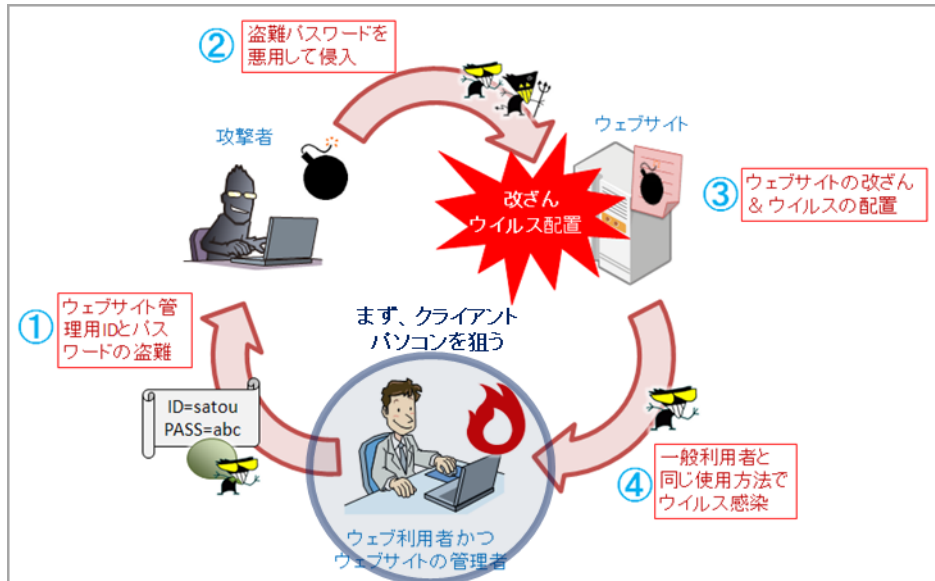 ②
盗難パスワードを
悪用して侵入
攻撃者
ウェブサイト
改ざん
ウイルス配置
③
ウェブサイトの改ざん
&ウイルスの配置
①
ウェブサイト管
理用IDとパス
ワードの盗難
まず、クライアント
パソコンを狙う
ID=satou
PASS=abc
④
一般利用者と
同じ使用方法で
ウイルス感染
ウェブ利用者かつ
ウェブサイトの管理者